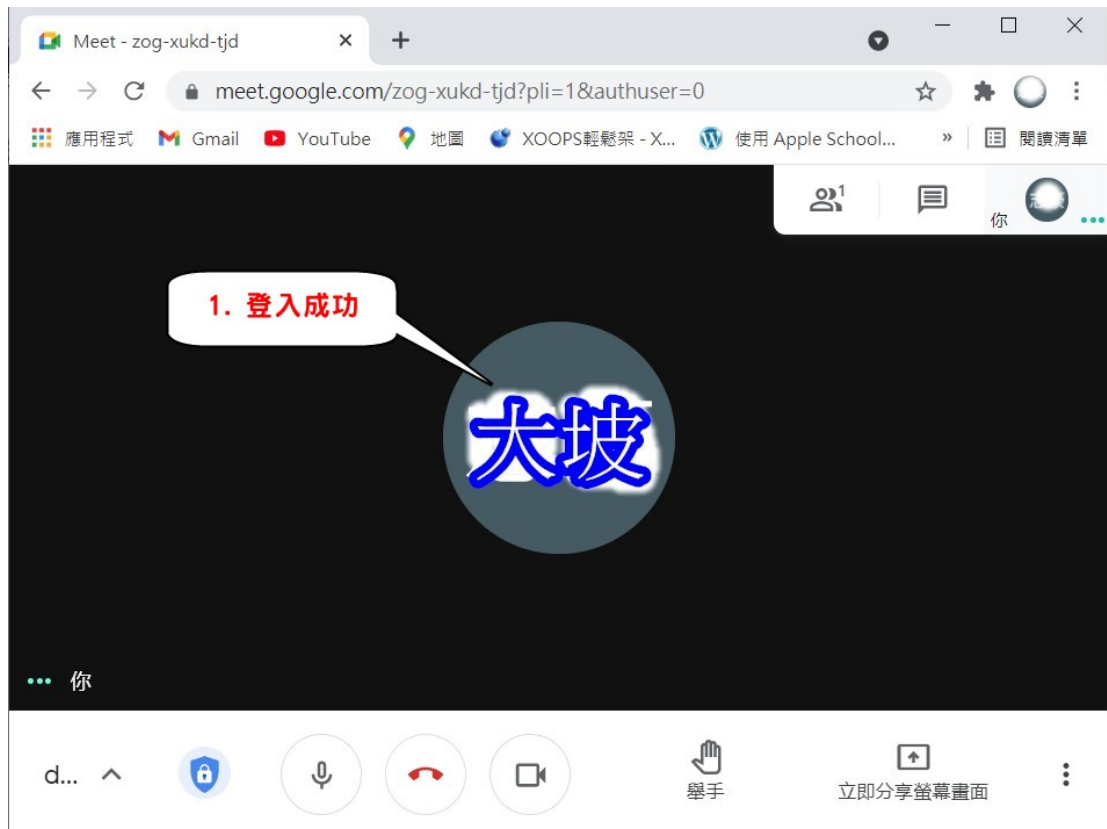 Meet - zog-xukd-tjd
meet.google.com/zog-xukd-tjd?pli=1&authuser=0
應用程式 Gmail YouTube 地圖 XOOPS輕鬆架 - X... 使用 Apple School... » 閱讀清單
1
你
1. 登入成功
大坡
你
d...
舉手
立即分享螢幕畫面